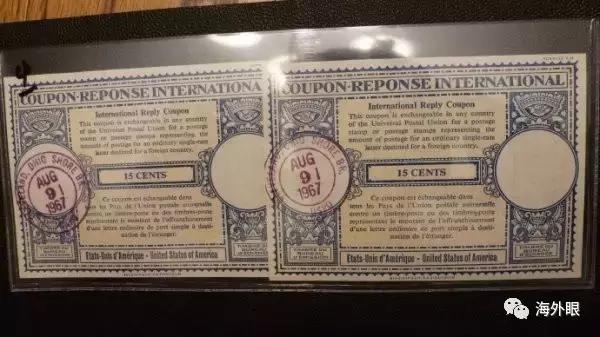 COUPON-REPONSE INTERNATIONAL
International Reply Coupon
This coupon is exchangeable in any country
of the Universal Postal Union for a postage
stamp or postage stamps representing the
amount of postage for an ordinary single-rate
letter destined for a foreign country.
15 CENTS
Ce coupon est échangeable dans
tous les Pays de l'Union postale universelle
contre un timbre-poste ou des timbres-poste
représentant le montant de l'affranchissement
d'une lettre ordinaire de port simple à desti-
nation de l'étranger.
Etats-Unis d'Amérique - United States of America
OHIO SHORE BR.
AUG
9
1967
COUPON-REPONSE INTERNATIONAL
International Reply Coupon
This coupon is exchangeable in any country
of the Universal Postal Union for a postage
stamp or postage stamps representing the
amount of postage for an ordinary single-rate
letter destined for a foreign country.
15 CENTS
Ce coupon est échangeable dans
tous les Pays de l'Union postale universelle
contre un timbre-poste ou des timbres-poste
représentant le montant de l'affranchissement
d'une lettre ordinaire de port simple à desti-
nation de l'étranger.
Etats-Unis d'Amérique - United States of America
SHORE BR.
AUG
9
1967
海外眼